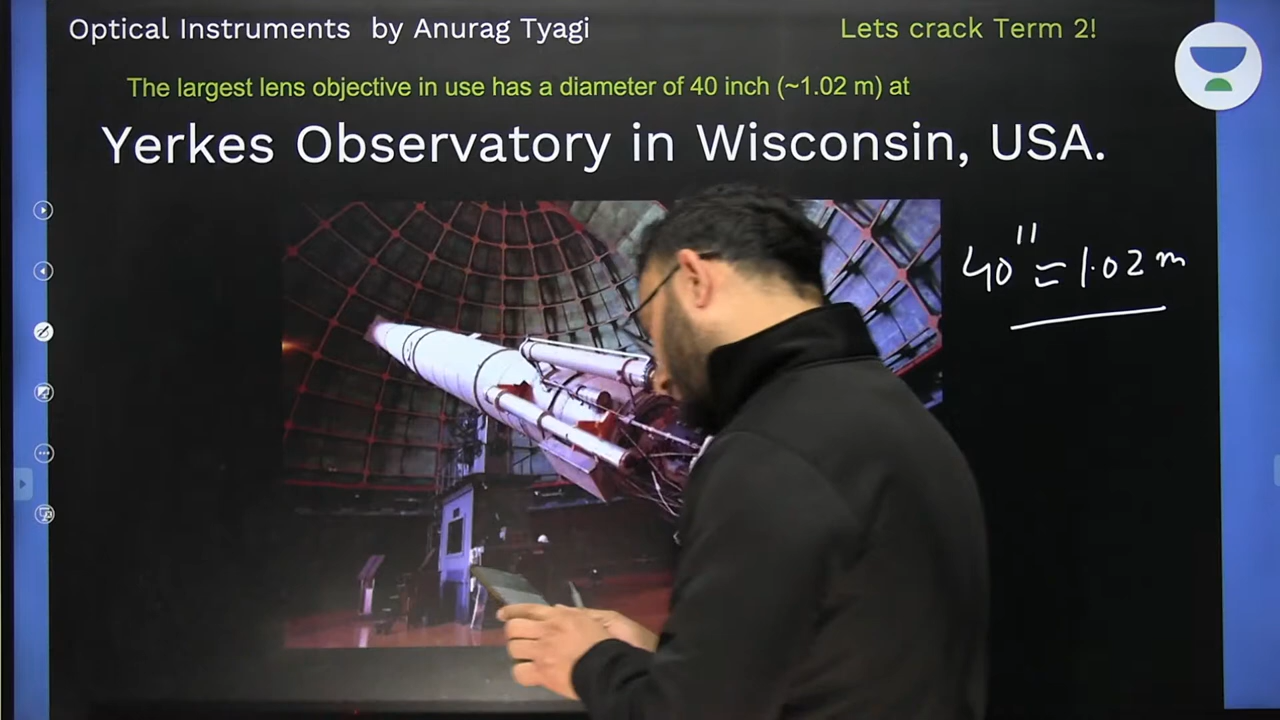 Optical Instruments by Anurag Tyagi
Lets crack Term 2!
The largest lens objective in use has a diameter of 40 inch (~1.02 m) at
Yerkes Observatory in Wisconsin, USA.
40" = 1.02 m